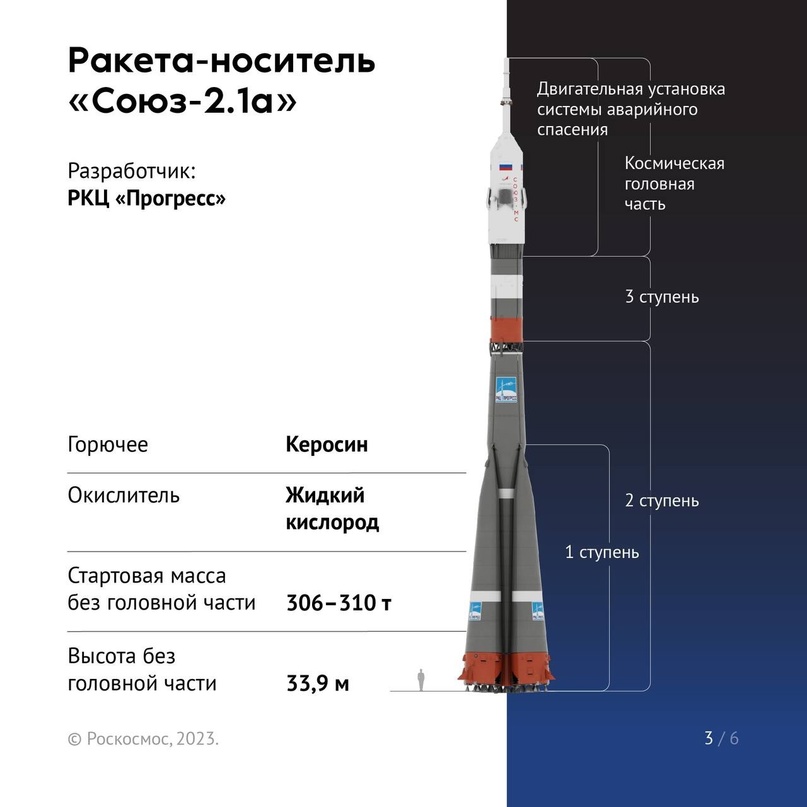 Ракета-носитель
«Союз-2.1а»
Разработчик:
РКЦ «Прогресс»
Двигательная установка
системы аварийного
спасения
Космическая
головная
часть
3 ступень
2 ступень
1 ступень
Горючее Керосин
Окислитель Жидкий
кислород
Стартовая масса
без головной части 306–310 т
Высота без
головной части 33,9 м
СОЮЗ МС
© Роскосмос, 2023.
3 / 6